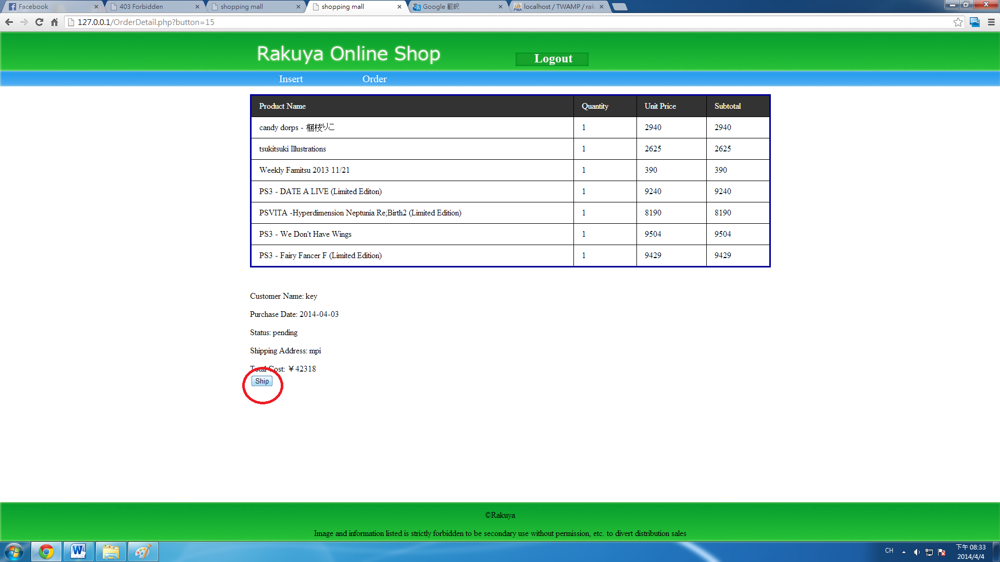 Facebook
403 Forbidden
shopping mall
shopping mall
Google 翻訳
localhost / TWAMP / rak
127.0.0.1/OrderDetail.php?button=15
Rakuya Online Shop
Logout
Insert Order
Product Name Quantity Unit Price Subtotal
candy dorps - 梱枝りこ 1 2940 2940
tsukitsuki Illustrations 1 2625 2625
Weekly Famitsu 2013 11/21 1 390 390
PS3 - DATE A LIVE (Limited Editon) 1 9240 9240
PSVITA -Hyperdimension Neptunia Re;Birth2 (Limited Edition) 1 8190 8190
PS3 - We Don't Have Wings 1 9504 9504
PS3 - Fairy Fancer F (Limited Edition) 1 9429 9429
Customer Name: key
Purchase Date: 2014-04-03
Status: pending
Shipping Address: mpi
Total Cost: ￥42318
Ship
©Rakuya
Image and information listed is strictly forbidden to be secondary use without permission, etc. to divert distribution sales
CH
下午 08:33
2014/4/4